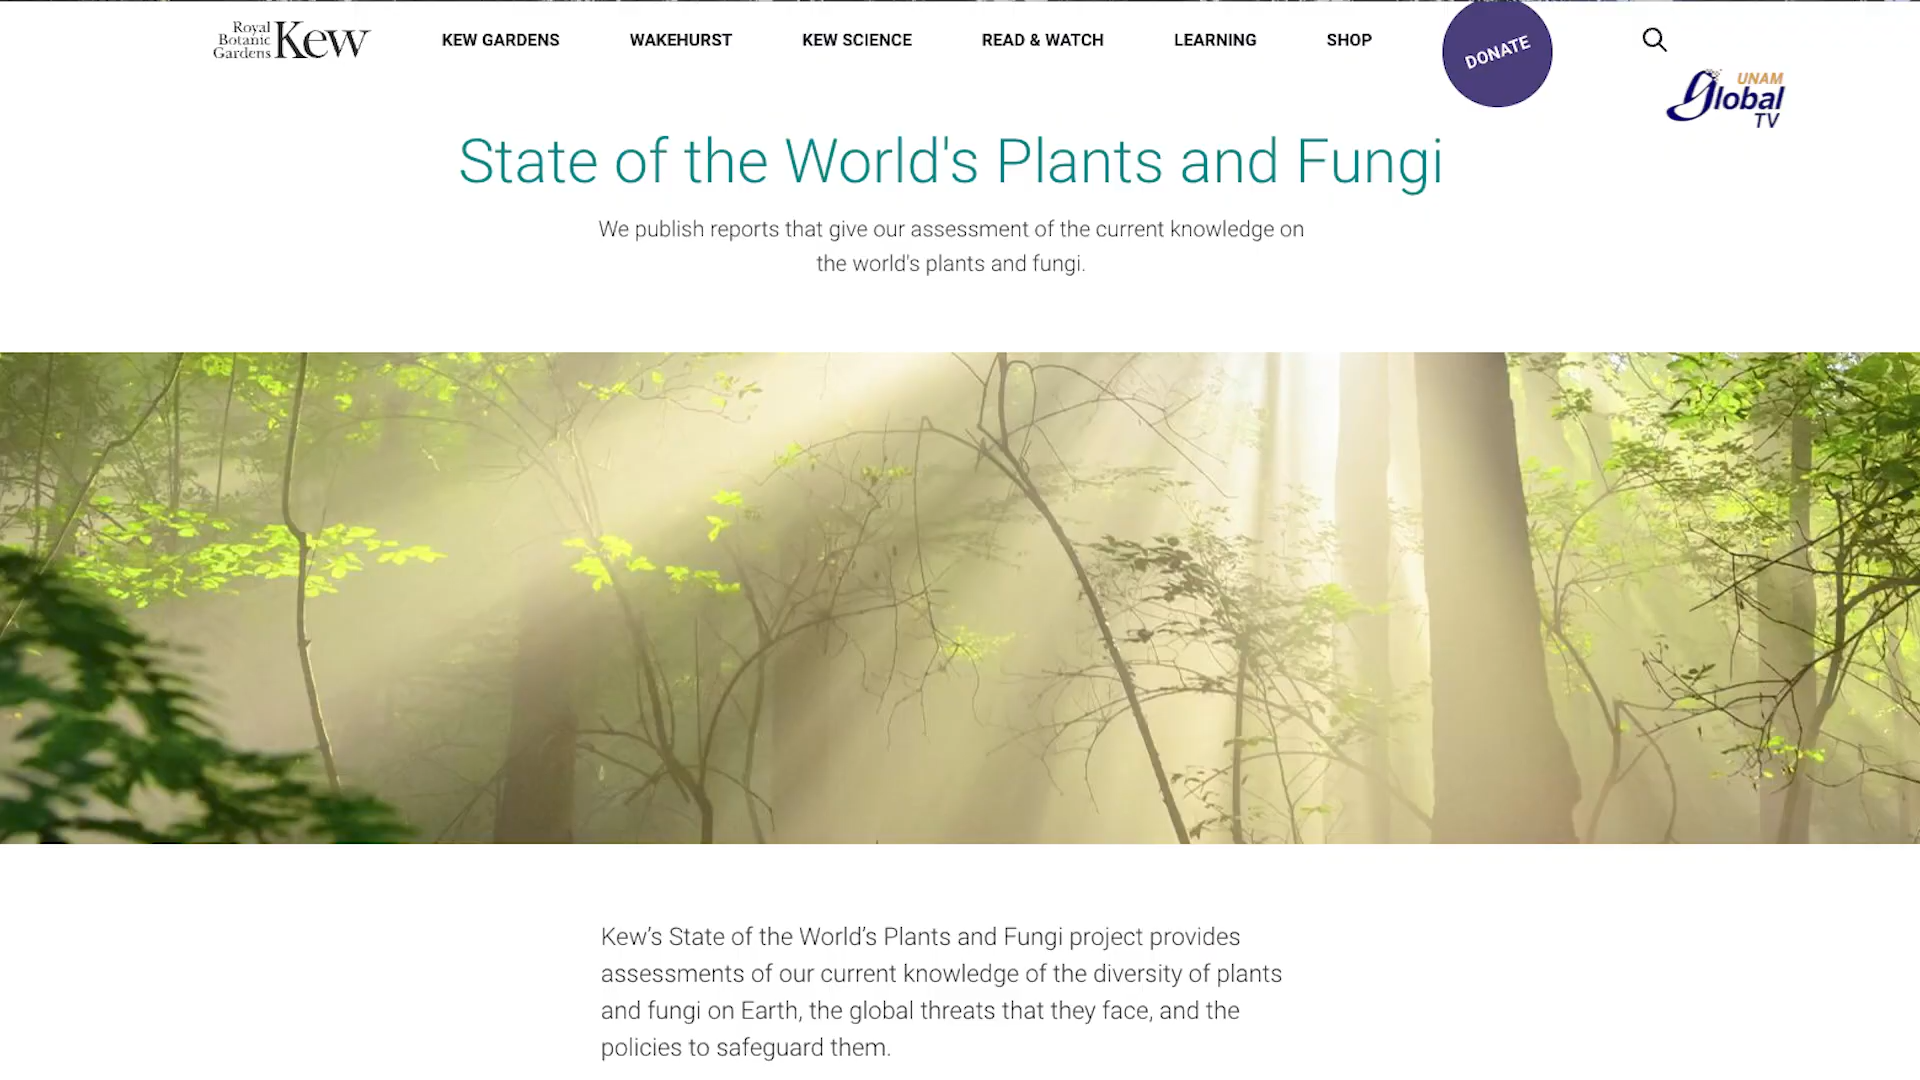 Royal
Botanic
Gardens Kew
KEW GARDENS
WAKEHURST
KEW SCIENCE
READ & WATCH
LEARNING
SHOP
DONATE
UNAM
global
TV
State of the World's Plants and Fungi
We publish reports that give our assessment of the current knowledge on
the world's plants and fungi.
Kew’s State of the World’s Plants and Fungi project provides
assessments of our current knowledge of the diversity of plants
and fungi on Earth, the global threats that they face, and the
policies to safeguard them.